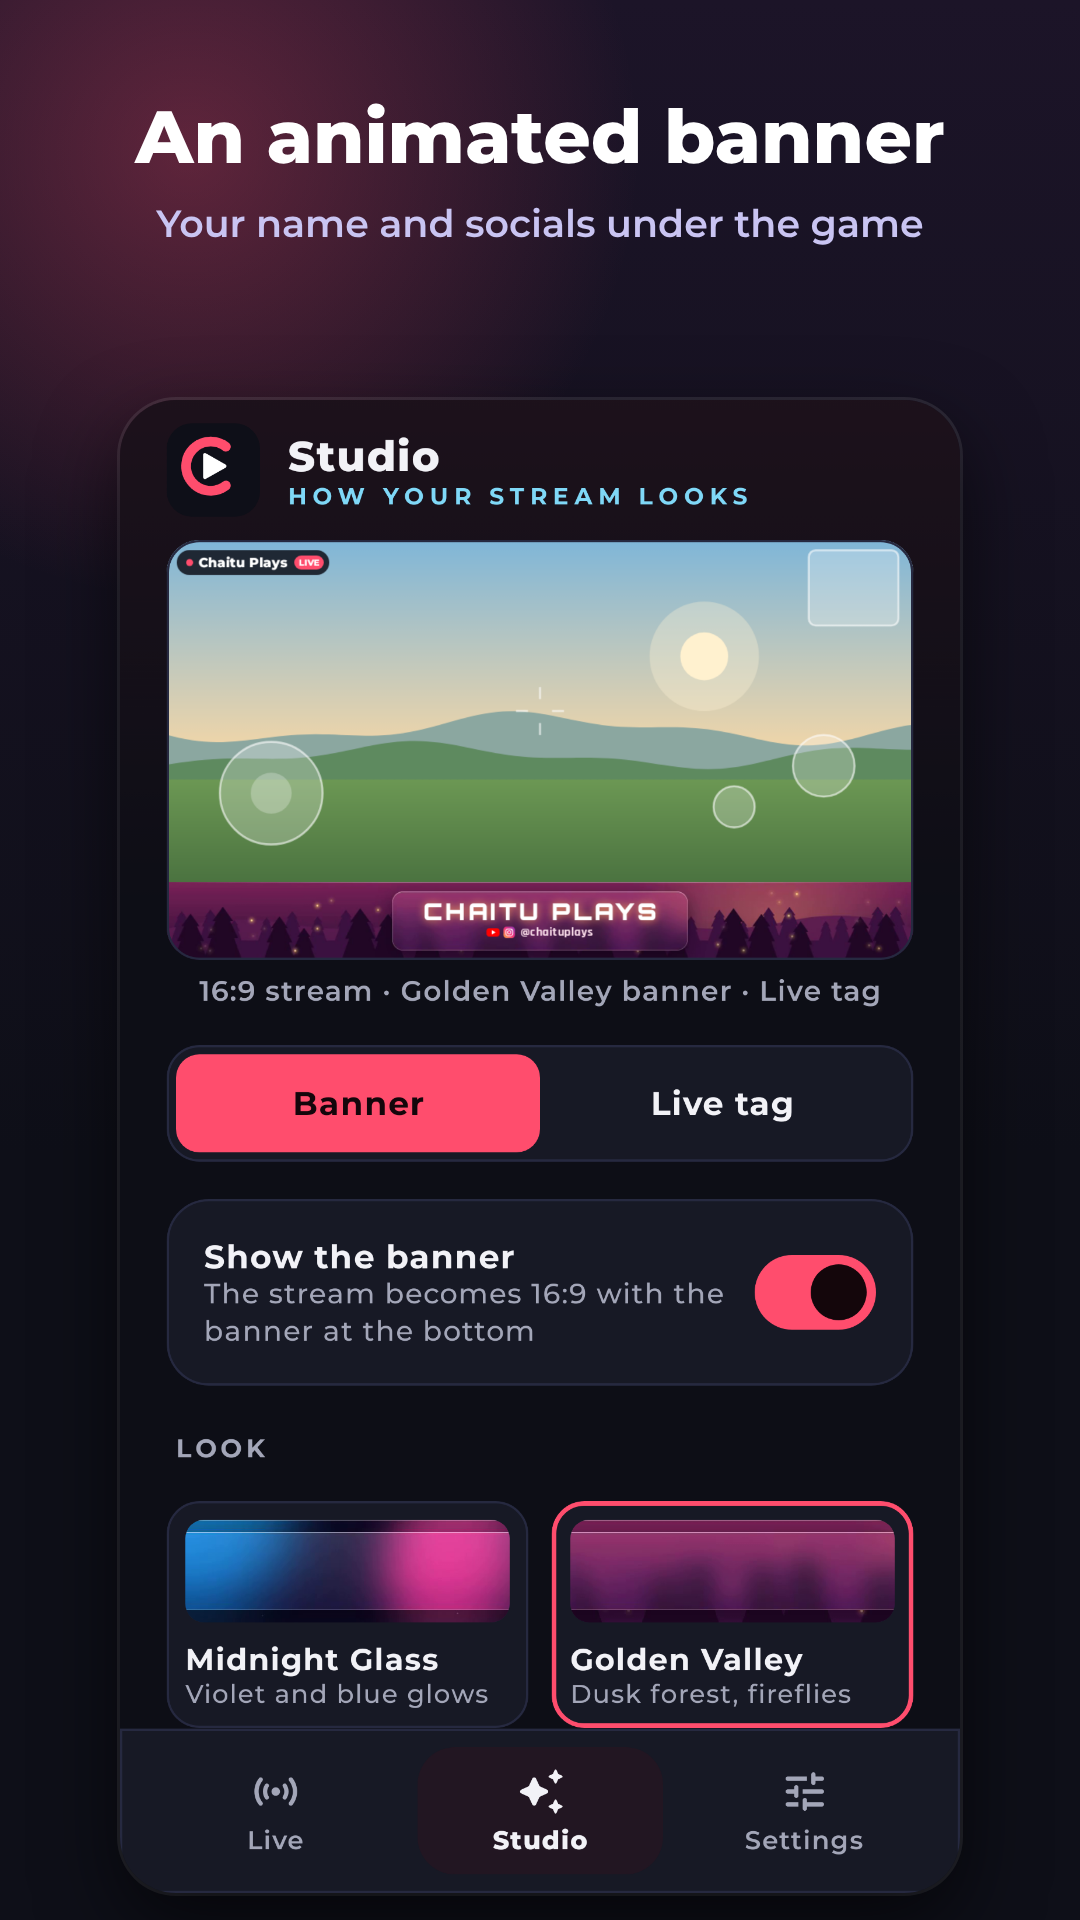 An animated banner
Your name and socials under the game
Studio
HOW YOUR STREAM LOOKS
Chaitu Plays LIVE
CHAITU PLAYS
@chaituplays
16:9 stream · Golden Valley banner · Live tag
Banner
Live tag
Show the banner
The stream becomes 16:9 with the
banner at the bottom
LOOK
Midnight Glass
Violet and blue glows
Golden Valley
Dusk forest, fireflies
Live
Studio
Settings